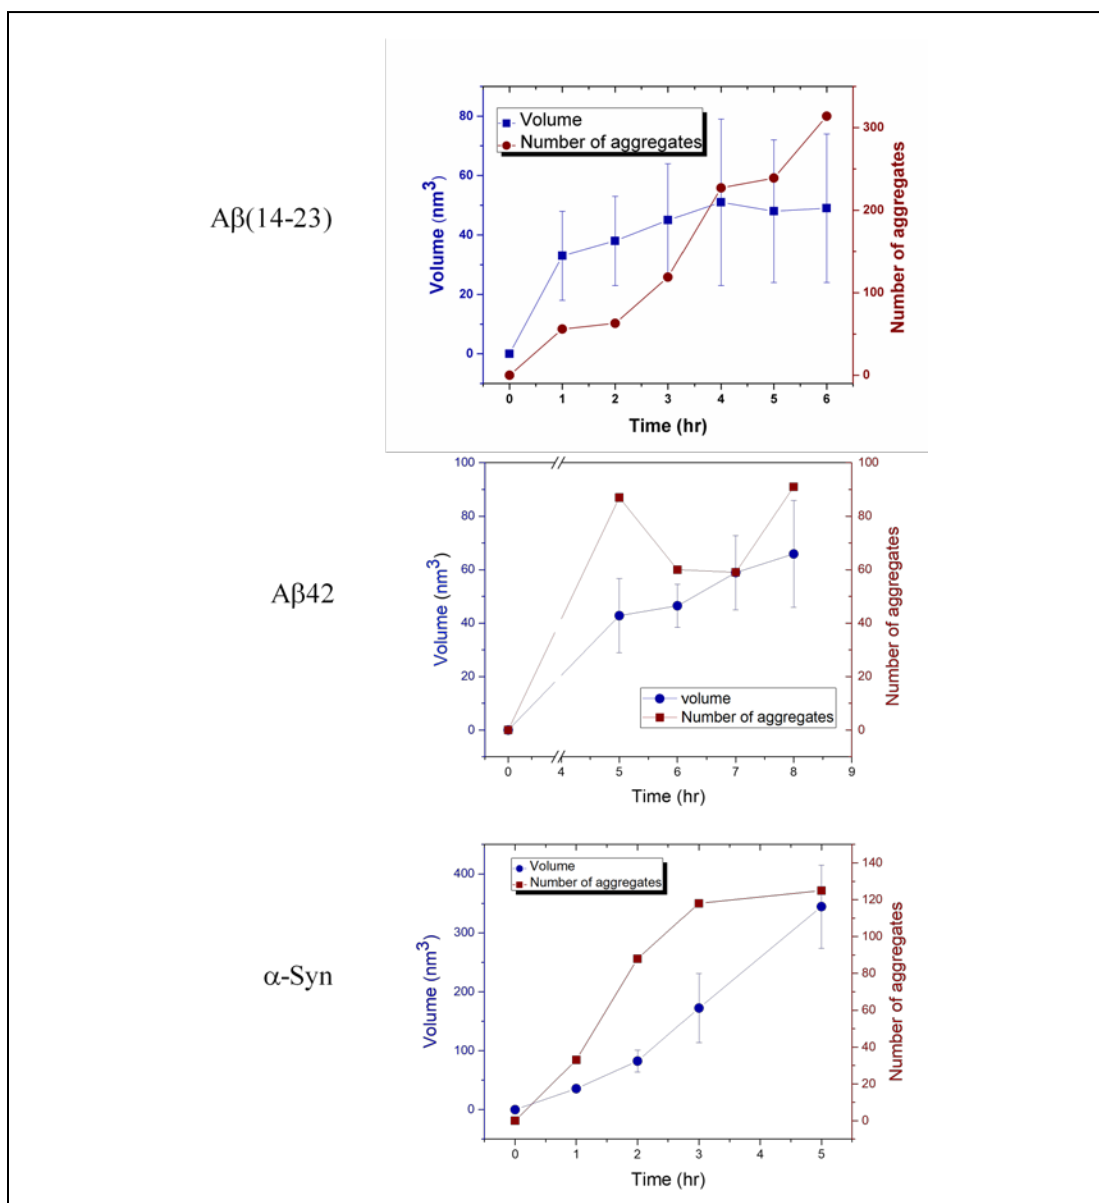 Aβ(14-23)
Volume
Number of aggregates
Volume (nm³)
80
60
40
20
0
Number of aggregates
300
200
100
0
0 1 2 3 4 5 6
Time (hr)
Aβ42
Volume (nm³)
100
80
60
40
20
0
Number of aggregates
100
80
60
40
20
0
volume
Number of aggregates
0 4 5 6 7 8 9
Time (hr)
α-Syn
Volume
Number of aggregates
Volume (nm³)
400
300
200
100
0
Number of aggregates
140
120
100
80
60
40
20
0
0 1 2 3 4 5
Time (hr)